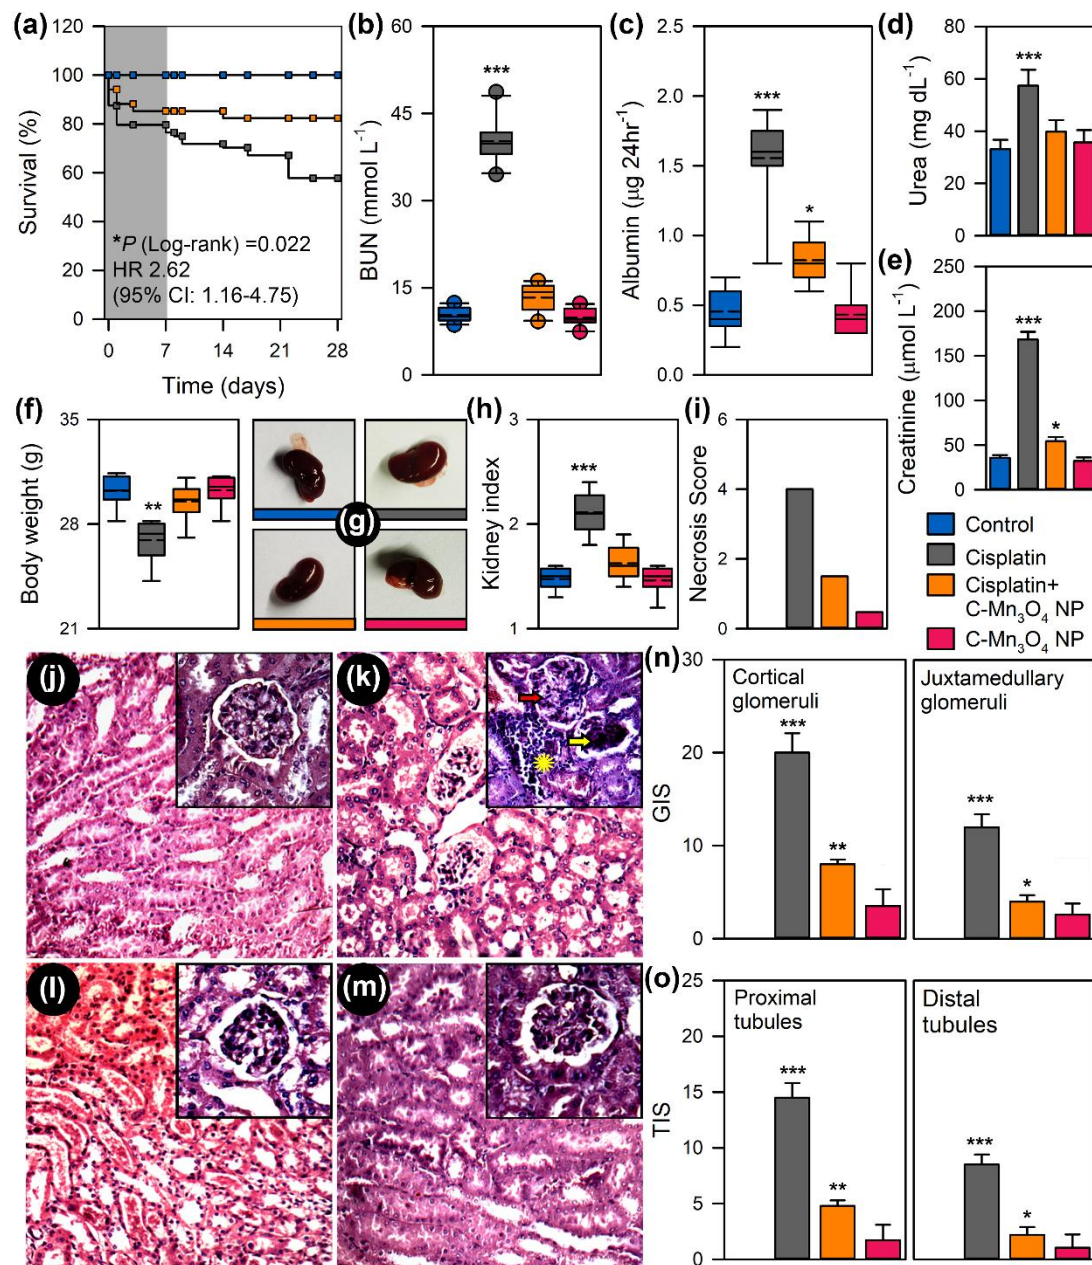 (a)
120
100
80
60
40
20
0
Survival (%)
*P (Log-rank) =0.022
HR 2.62
(95% CI: 1.16-4.75)
0 7 14 21 28
Time (days)
(b)
60
45
30
15
0
BUN (mmol L⁻¹)
***
(c)
2.5
2.0
1.5
1.0
0.5
0.0
Albumin (µg 24hr⁻¹)
***
*
(d)
80
60
40
20
0
Urea (mg dL⁻¹)
***
(e)
250
200
150
100
50
0
Creatinine (µmol L⁻¹)
***
*
(f)
35
28
21
Body weight (g)
**
(g)
(h)
3
2
1
Kidney index
***
(i)
6
4
2
0
Necrosis Score
Control
Cisplatin
Cisplatin+
C-Mn₃O₄ NP
C-Mn₃O₄ NP
(j)
(k)
(l)
(m)
(n)
30
20
10
0
GIS
Cortical
glomeruli
***
**
Juxtamedullary
glomeruli
***
*
(o)
25
20
15
10
5
0
TIS
Proximal
tubules
***
**
Distal
tubules
***
*